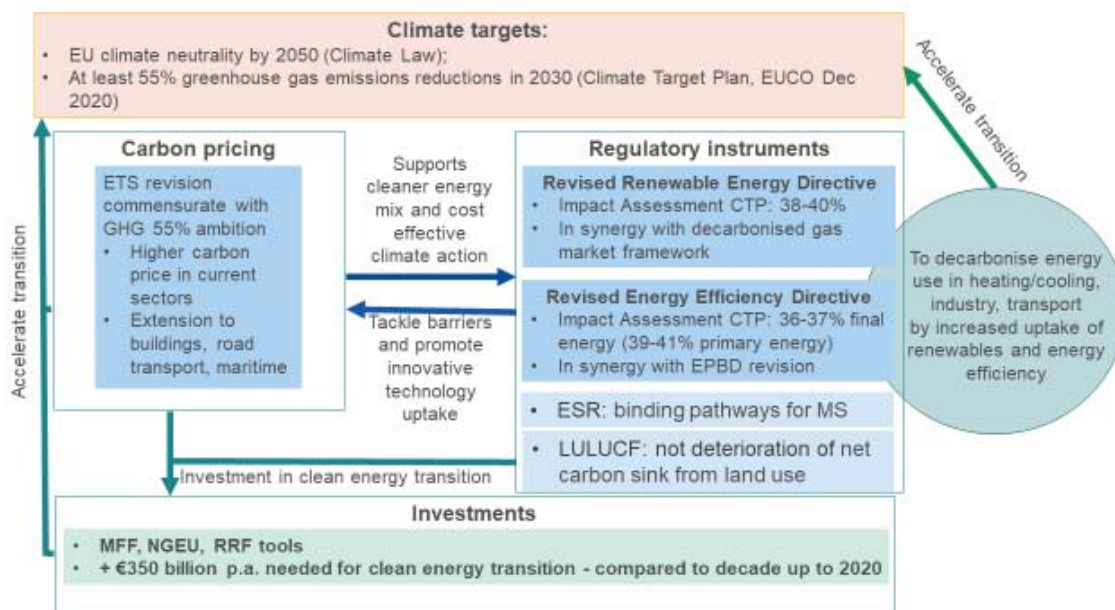 Climate targets:
• EU climate neutrality by 2050 (Climate Law);
• At least 55% greenhouse gas emissions reductions in 2030 (Climate Target Plan, EUCO Dec
2020)
Accelerate transition
Carbon pricing
ETS revision
commensurate with
GHG 55% ambition
• Higher carbon
price in current
sectors
• Extension to
buildings, road
transport, maritime
Accelerate transition
Supports
cleaner energy
mix and cost
effective
climate action
Tackle barriers
and promote
innovative
technology
uptake
Regulatory instruments
Revised Renewable Energy Directive
• Impact Assessment CTP: 38-40%
• In synergy with decarbonised gas
market framework
Revised Energy Efficiency Directive
• Impact Assessment CTP: 36-37% final
energy (39-41% primary energy)
• In synergy with EPBD revision
• ESR: binding pathways for MS
• LULUCF: not deterioration of net
carbon sink from land use
To decarbonise energy
use in heating/cooling,
industry, transport
by increased uptake of
renewables and energy
efficiency
Investment in clean energy transition
Investments
• MFF, NGEU, RRF tools
• + €350 billion p.a. needed for clean energy transition - compared to decade up to 2020